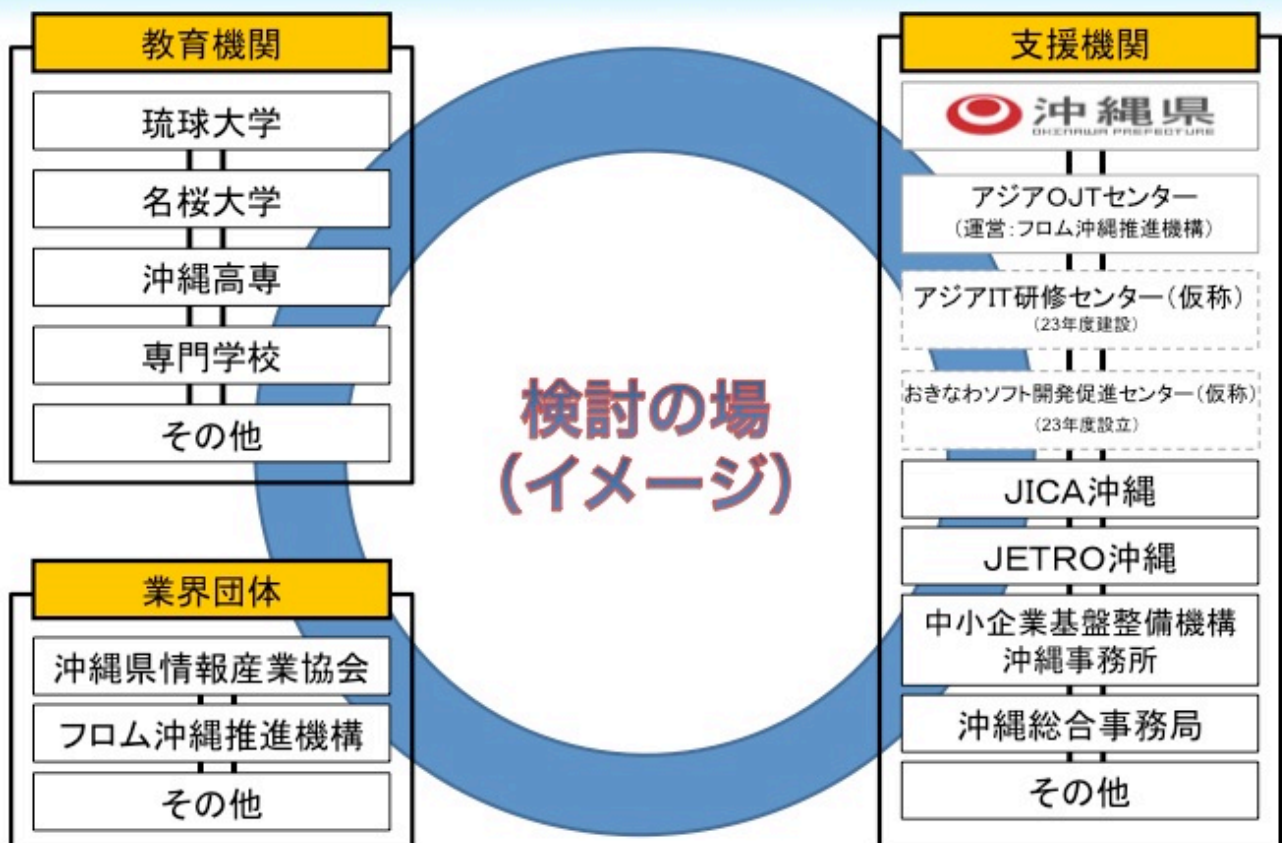 教育機関
琉球大学
名桜大学
沖縄高専
専門学校
その他
業界団体
沖縄県情報産業協会
フロム沖縄推進機構
その他
検討の場
(イメージ)
支援機関
沖縄県
OKINAWA PREFECTURE
アジアOJTセンター
(運営:フロム沖縄推進機構)
アジアIT研修センター(仮称)
(23年度建設)
おきなわソフト開発促進センター(仮称)
(23年度設立)
JICA沖縄
JETRO沖縄
中小企業基盤整備機構
沖縄事務所
沖縄総合事務局
その他